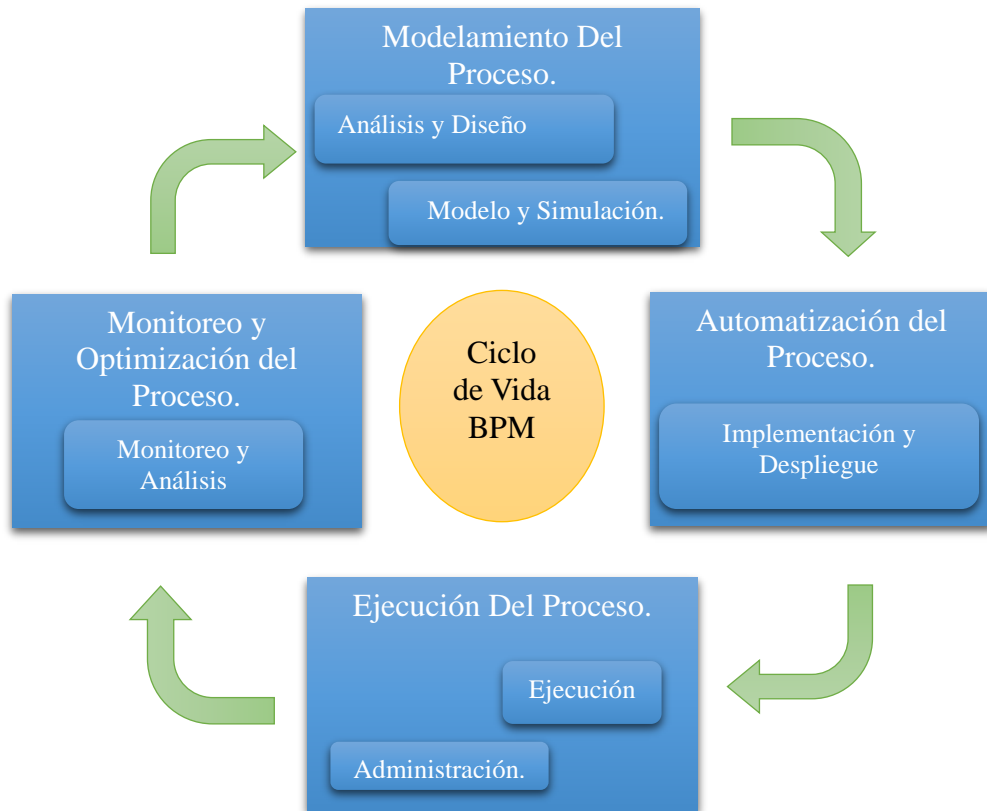 Modelamiento Del
Proceso.
Análisis y Diseño
Modelo y Simulación.
Monitoreo y
Optimización del
Proceso.
Monitoreo y
Análisis
Ciclo
de Vida
BPM
Automatización del
Proceso.
Implementación y
Despliegue
Ejecución Del Proceso.
Ejecución
Administración.